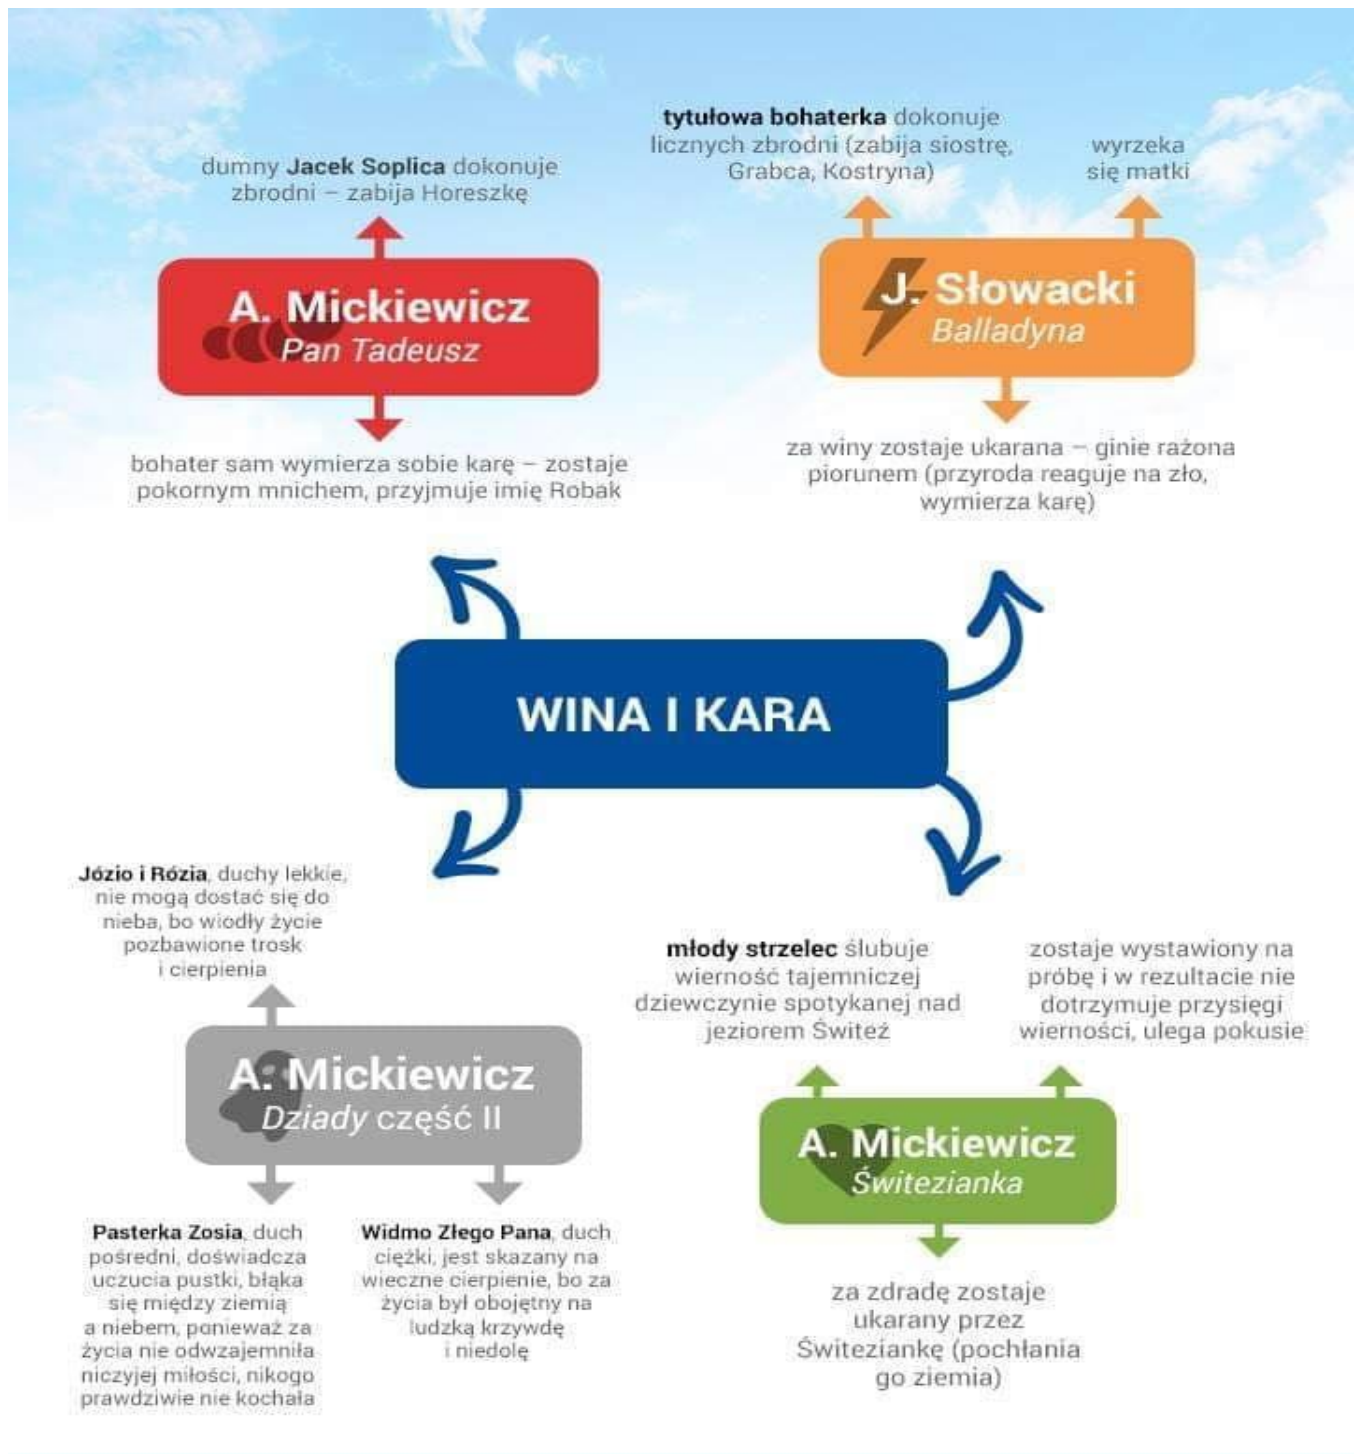 dumny Jacek Soplica dokonuje
zbrodni – zabija Horeszkę
A. Mickiewicz
Pan Tadeusz
bohater sam wymierza sobie karę – zostaje
pokornym mnichem, przyjmuje imię Robak
tytułowa bohaterka dokonuje
licznych zbrodni (zabija siostrę,
Grabca, Kostryna)
wyrzeka
się matki
J. Słowacki
Balladyna
za winy zostaje ukarana – ginie rażona
piorunem (przyroda reaguje na zło,
wymierza karę)
WINA I KARA
Józio i Rózia, duchy lekkie,
nie mogą dostać się do
nieba, bo wiodły życie
pozbawione trosk
i cierpienia
A. Mickiewicz
Dziady część II
Pasterka Zosia, duch
pośredni, doświadcza
uczucia pustki, błąka
się między ziemią
a niebem, ponieważ za
życia nie odwzajemniła
niczyjej miłości, nikogo
prawdziwie nie kochała
Widmo Złego Pana, duch
ciężki, jest skazany na
wieczne cierpienie, bo za
życia był obojętny na
ludzką krzywdę
i niedolę
młody strzelec ślubuje
wierność tajemniczej
dziewczynie spotykanej nad
jeziorem Świteź
zostaje wystawiony na
próbę i w rezultacie nie
dotrzymuje przysięgi
wierności, ulega pokusie
A. Mickiewicz
Świtezianka
za zdradę zostaje
ukarany przez
Świteziankę (pochłania
go ziemia)